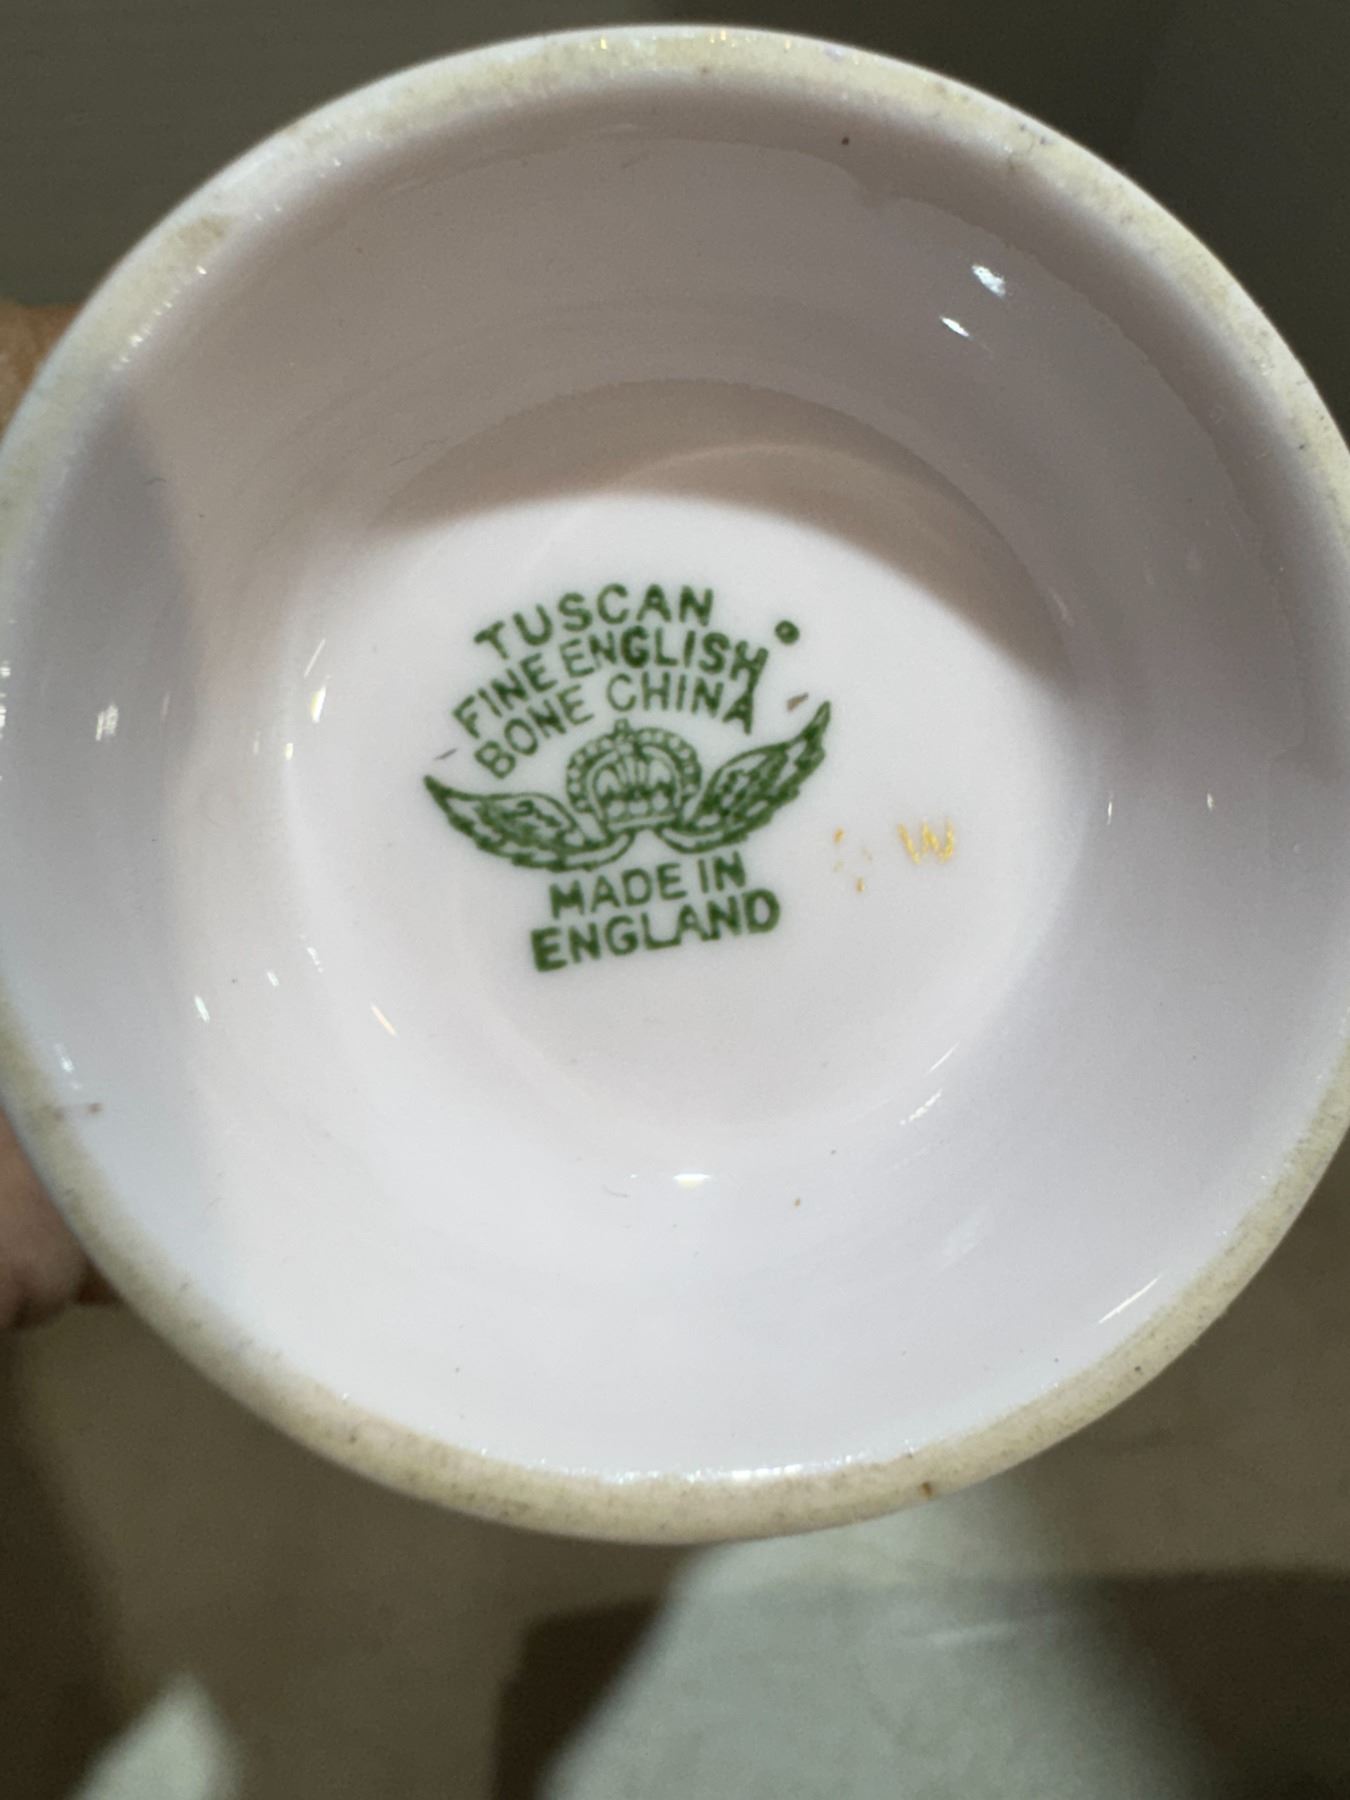 TUSCAN
FINE ENGLISH
BONE CHINA
MADE IN
ENGLAND
W